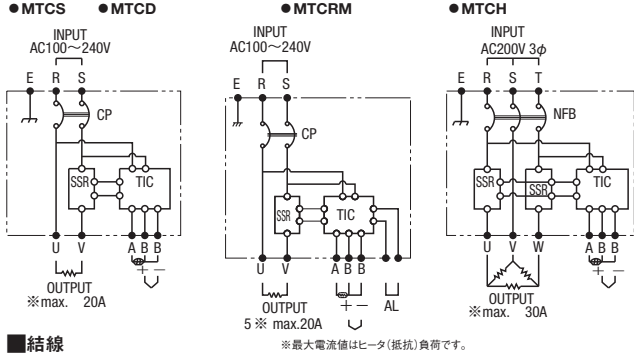 ●MTCS ●MTCD
INPUT
AC100～240V
E R S
CP
SSR TIC
U V A B B
+ −
OUTPUT
※max. 20A
●MTCRM
INPUT
AC100～240V
E R S
CP
SSR TIC
U V A B B
+ − AL
OUTPUT
5 ※ max.20A
●MTCH
INPUT
AC200V 3φ
E R S T
NFB
SSR SSR TIC
U V W A B B
+ −
OUTPUT
※max. 30A
■結線
※最大電流値はヒータ(抵抗)負荷です。